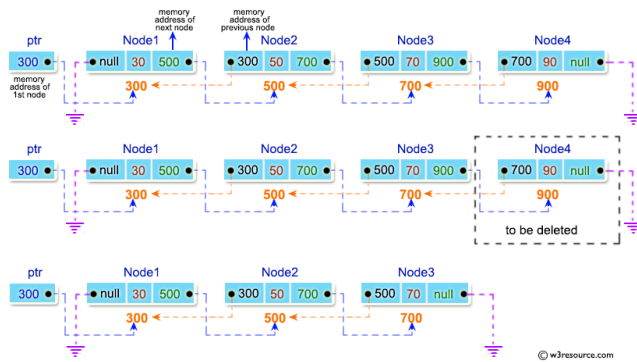 memory address of next node
memory address of previous node
ptr Node1 Node2 Node3 Node4
300 null 30 500 300 50 700 500 70 900 700 90 null
memory address of 1st node
300 500 700 900
ptr Node1 Node2 Node3 Node4
300 null 30 500 300 50 700 500 70 900 700 90 null
300 500 700 900
to be deleted
ptr Node1 Node2 Node3
300 null 30 500 300 50 700 500 70 null
300 500 700
© w3resource.com